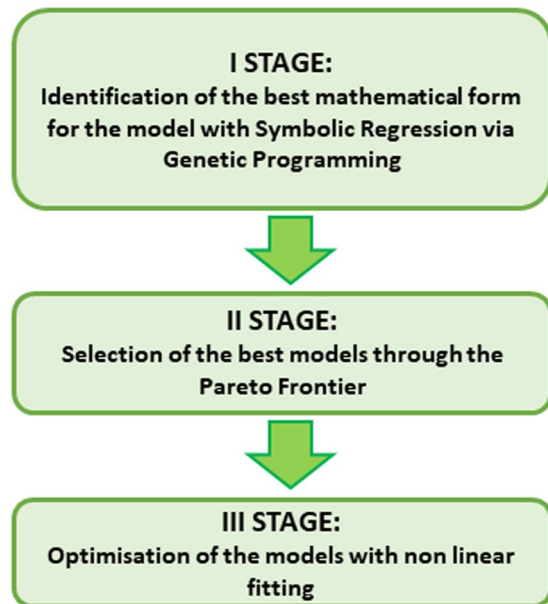 I STAGE:
Identification of the best mathematical form
for the model with Symbolic Regression via
Genetic Programming
II STAGE:
Selection of the best models through the
Pareto Frontier
III STAGE:
Optimisation of the models with non linear
fitting